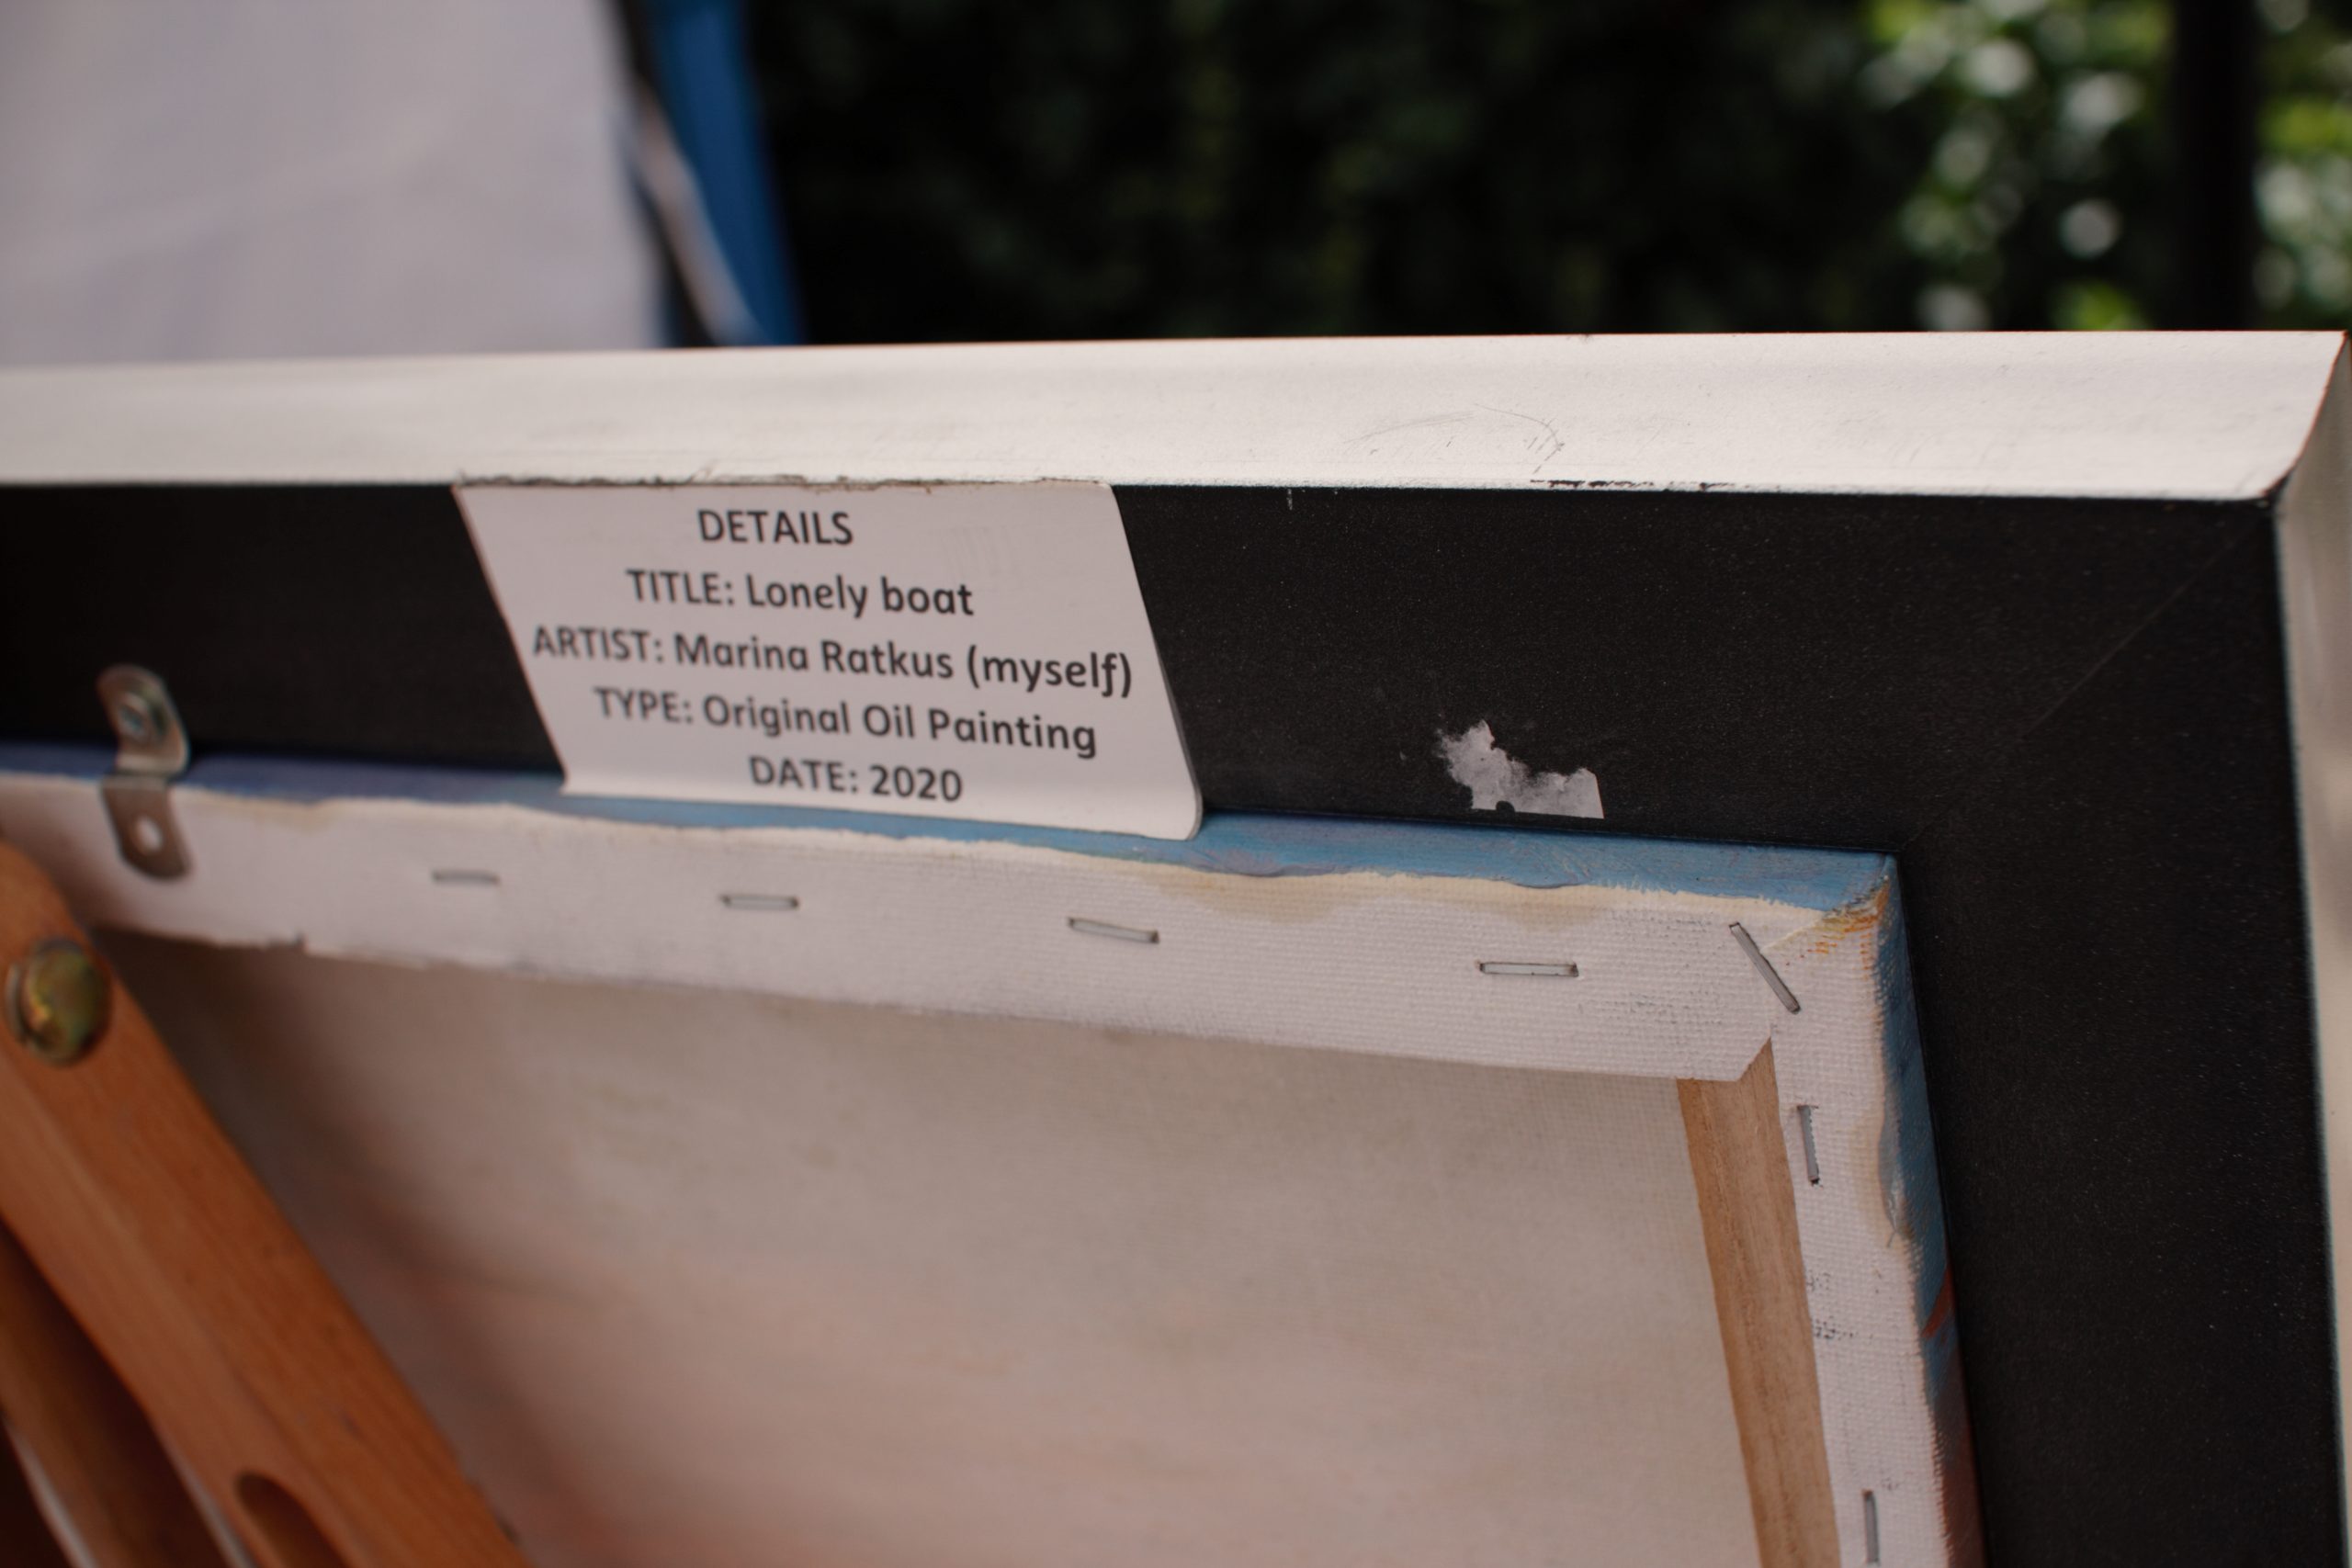 DETAILS
TITLE: Lonely boat
ARTIST: Marina Ratkus (myself)
TYPE: Original Oil Painting
DATE: 2020